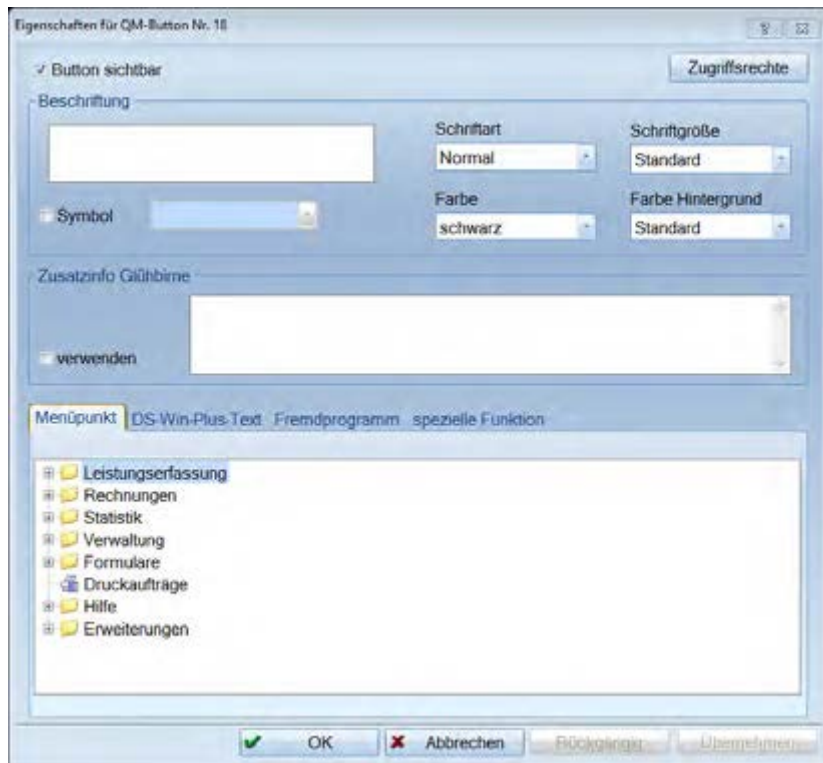 Eigenschaften für QM-Button Nr. 18
Button sichtbar
Zugriffsrechte
Beschriftung
Schriftart
Schriftgröße
Normal
Standard
Symbol
Farbe
Farbe Hintergrund
schwarz
Standard
Zusatzinfo Glühbirne
verwenden
Menüpunkt DS-Win-Plus-Text Fremdprogramm spezielle Funktion
Leistungserfassung
Rechnungen
Statistik
Verwaltung
Formulare
Druckaufträge
Hilfe
Erweiterungen
OK Abbrechen Rückgängig Übernehmen